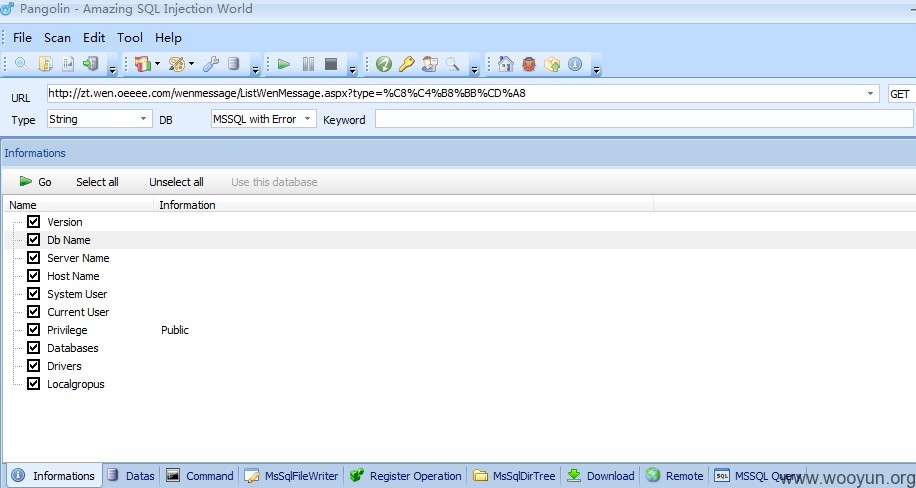 Pangolin - Amazing SQL Injection World
File Scan Edit Tool Help
URL http://zt.wen.oeeee.com/wenmessage/ListWenMessage.aspx?type=%C8%C4%B8%BB%CD%A8 GET
Type String DB MSSQL with Error Keyword
Informations
Go Select all Unselect all Use this database
Name Information
Version
Db Name
Server Name
Host Name
System User
Current User
Privilege Public
Databases
Drivers
Localgropus
Informations Datas Command MsSqlFileWriter Register Operation MsSqlDirTree Download Remote SQL MSSQL Query
www.wooyun.org